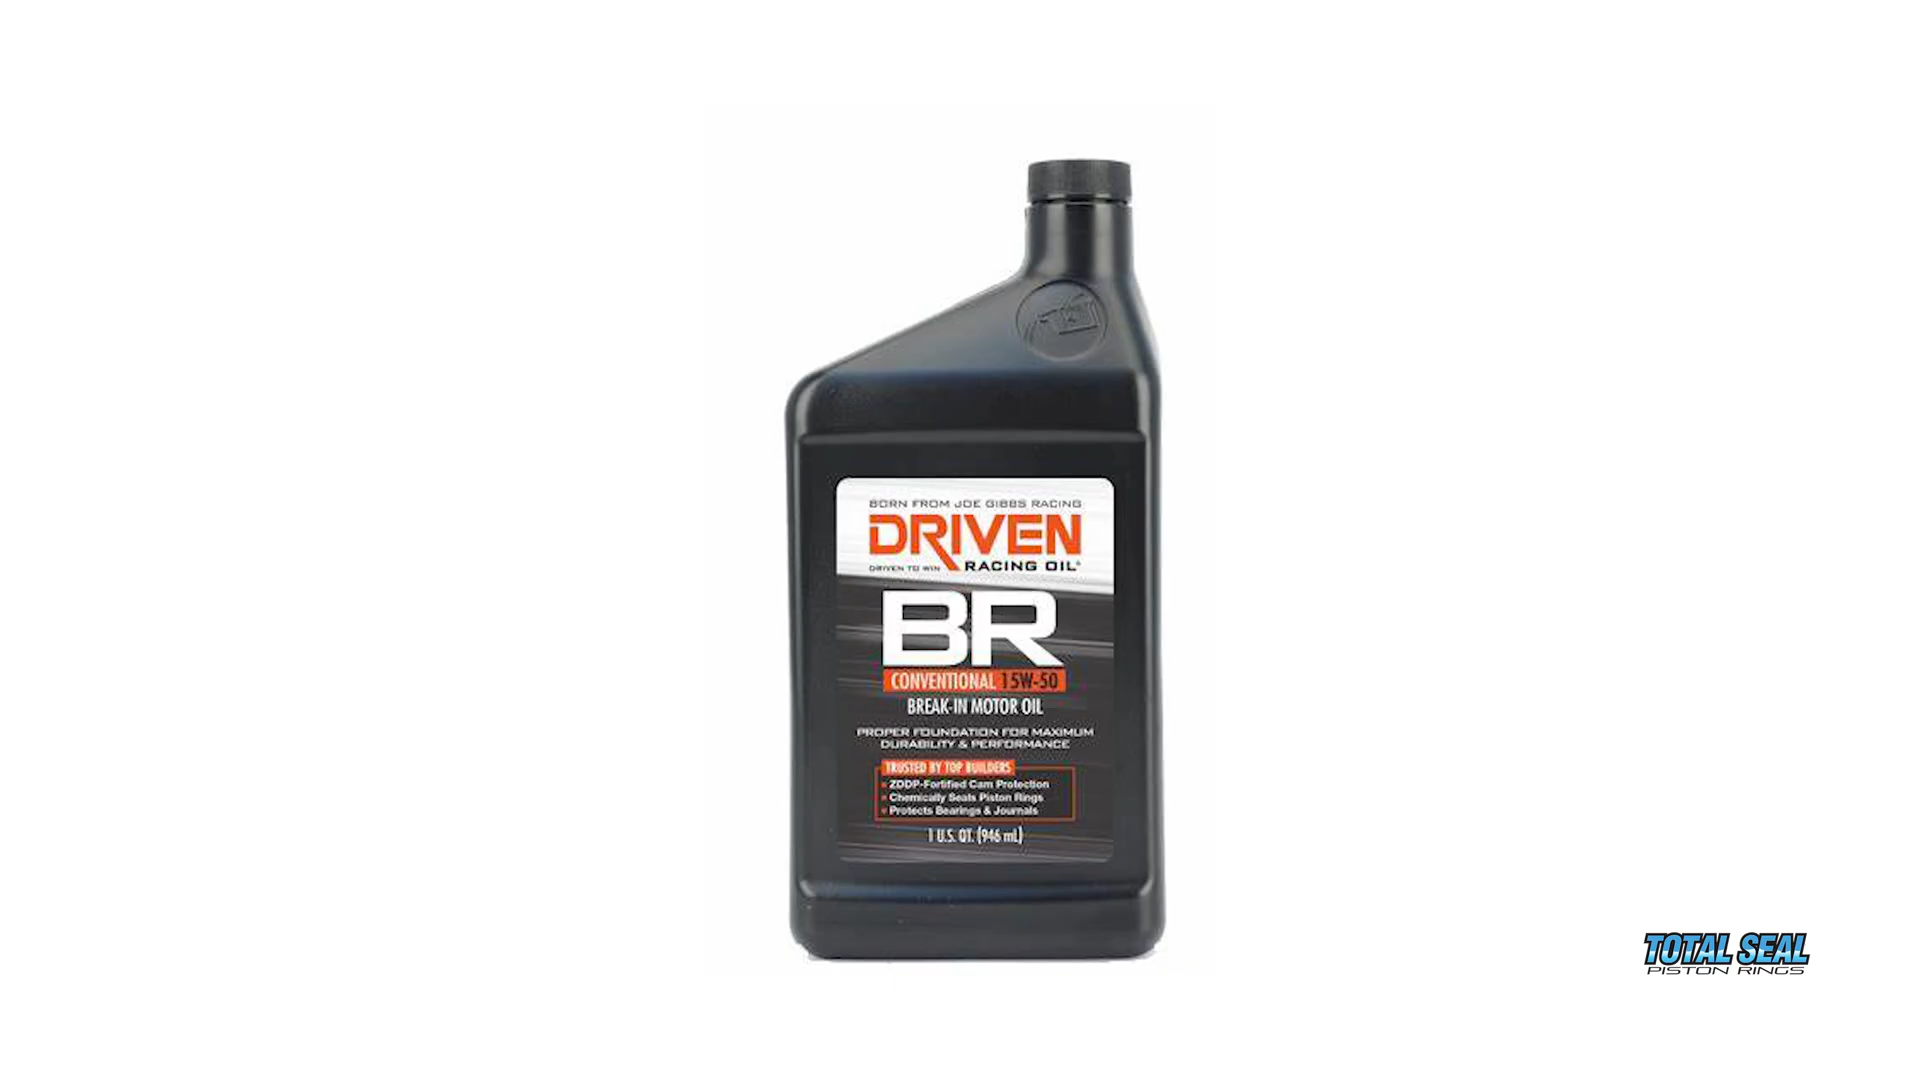 BORN FROM JOE GIBBS RACING
DRIVEN
DRIVEN TO WIN RACING OIL®
BR
CONVENTIONAL 15W-50
BREAK-IN MOTOR OIL
PROPER FOUNDATION FOR MAXIMUM
DURABILITY & PERFORMANCE
TRUSTED BY TOP BUILDERS
ZDDP-Fortified Cam Protection
Chemically Seals Piston Rings
Protects Bearings & Journals
1 U.S. QT. (946 mL)
TOTAL SEAL
PISTON RINGS